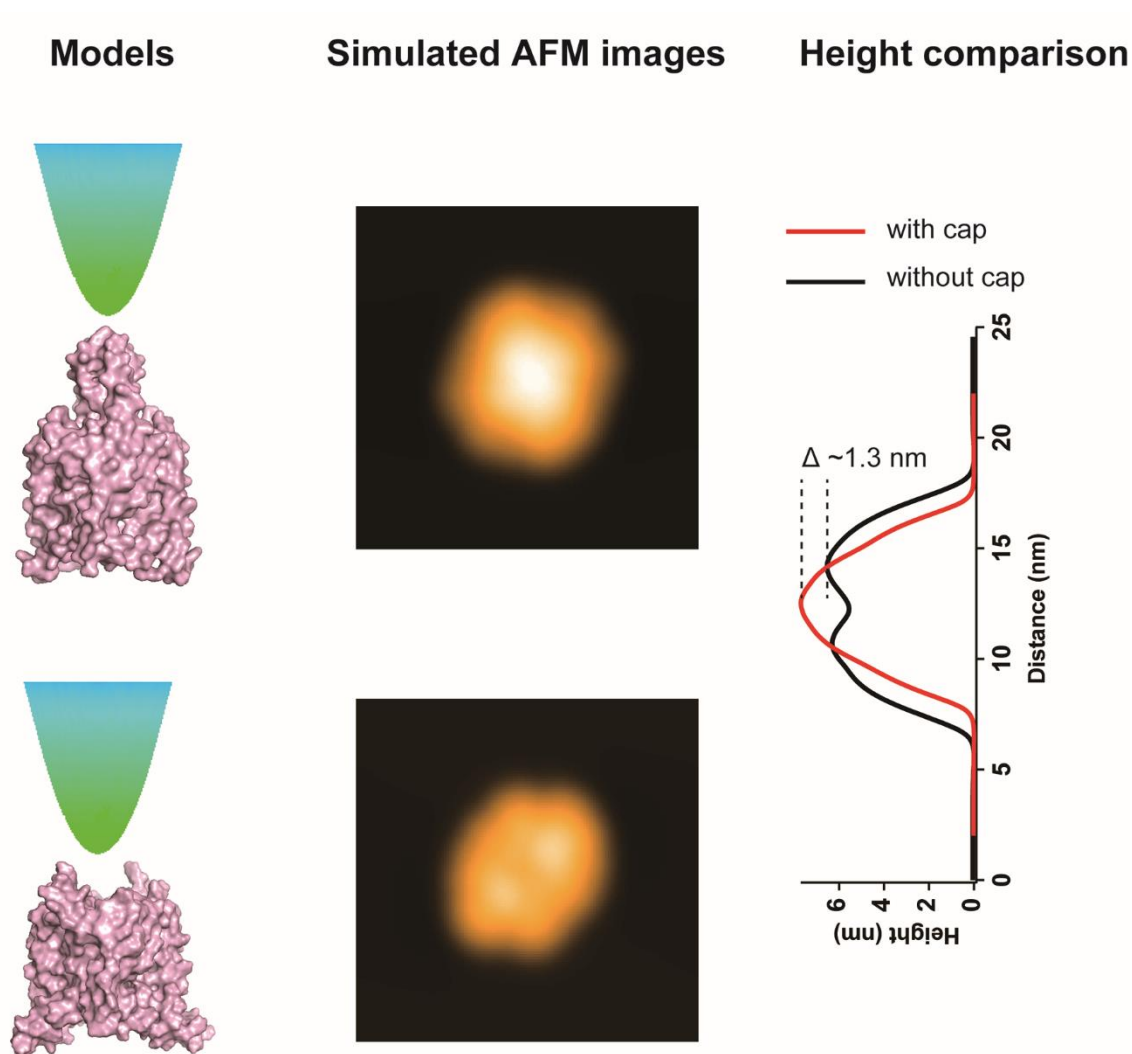 Models
Simulated AFM images
Height comparison
with cap
without cap
Δ ~1.3 nm
25
20
15
10
5
0
Distance (nm)
6
4
2
0
Height (nm)